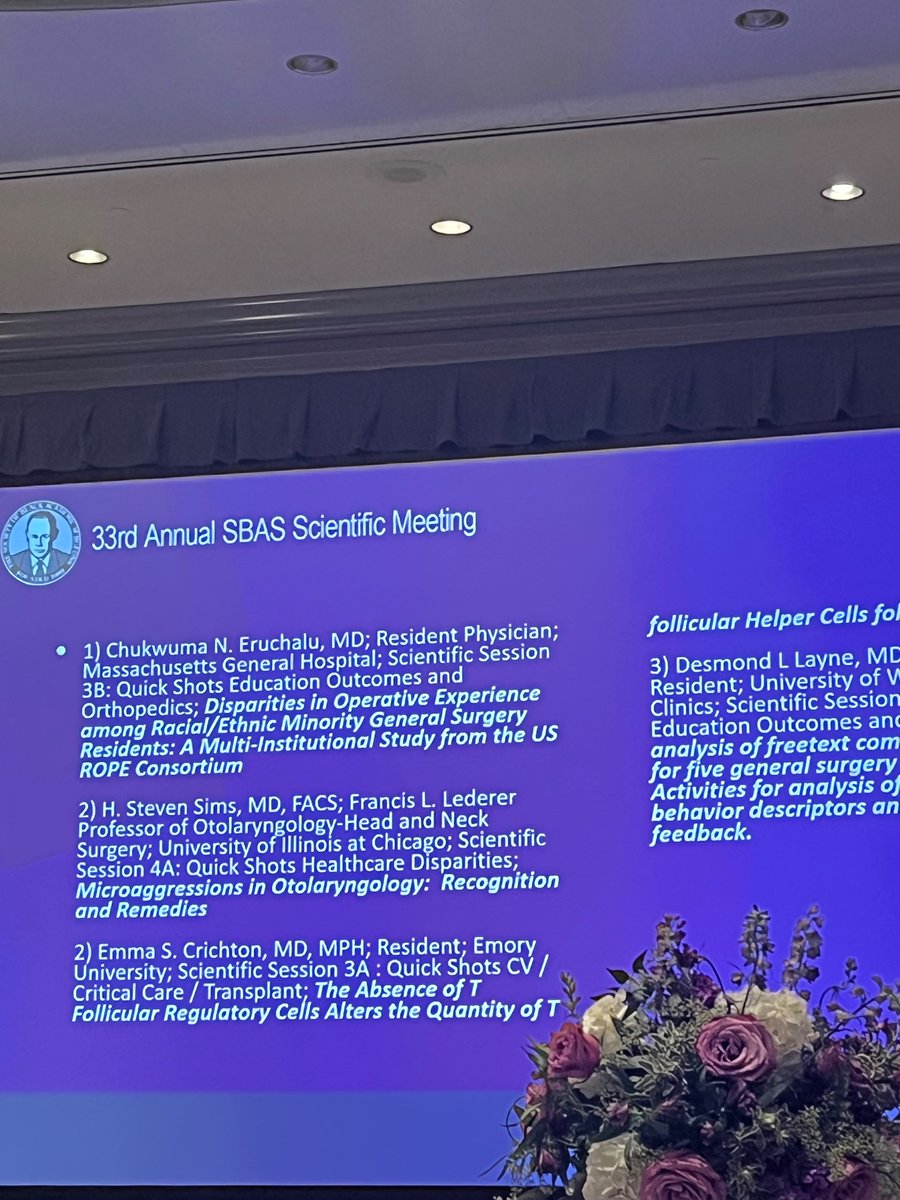 33rd Annual SBAS Scientific Meeting
• 1) Chukwuma N. Eruchalu, MD; Resident Physician;
Massachusetts General Hospital; Scientific Session
3B: Quick Shots Education Outcomes and
Orthopedics; Disparities in Operative Experience
among Racial/Ethnic Minority General Surgery
Residents: A Multi-Institutional Study from the US
ROPE Consortium
2) H. Steven Sims, MD, FACS; Francis L. Lederer
Professor of Otolaryngology-Head and Neck
Surgery; University of Illinois at Chicago; Scientific
Session 4A: Quick Shots Healthcare Disparities;
Microaggressions in Otolaryngology: Recognition
and Remedies
2) Emma S. Crichton, MD, MPH; Resident; Emory
University; Scientific Session 3A : Quick Shots CV /
Critical Care / Transplant; The Absence of T
Follicular Regulatory Cells Alters the Quantity of T
follicular Helper Cells fol
3) Desmond L Layne, MD
Resident; University of W
Clinics; Scientific Session
Education Outcomes and
analysis of freetext com
for five general surgery
Activities for analysis of
behavior descriptors an
feedback.